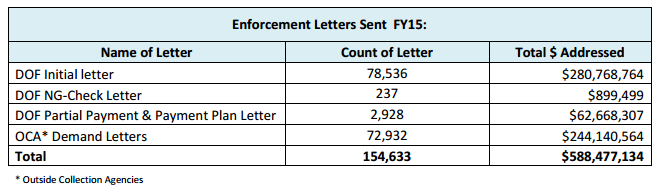 Enforcement Letters Sent FY15:
Name of Letter Count of Letter Total $ Addressed
DOF Initial letter 78,536 $280,768,764
DOF NG-Check Letter 237 $899,499
DOF Partial Payment & Payment Plan Letter 2,928 $62,668,307
OCA* Demand Letters 72,932 $244,140,564
Total 154,633 $588,477,134
* Outside Collection Agencies